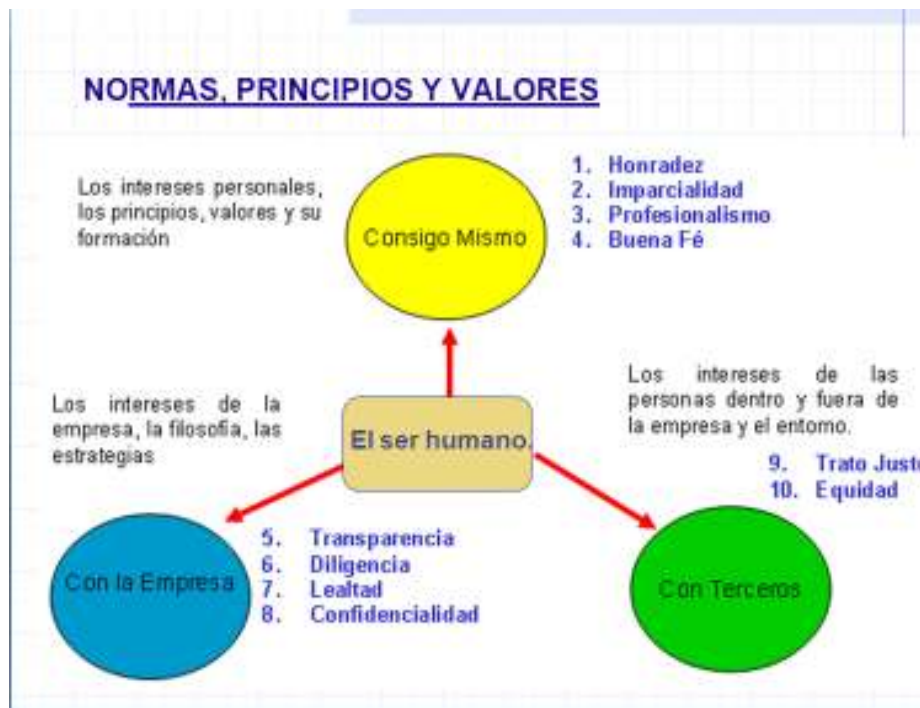 NORMAS, PRINCIPIOS Y VALORES
Los intereses personales,
los principios, valores y su
formación
Consigo Mismo
1. Honradez
2. Imparcialidad
3. Profesionalismo
4. Buena Fé
Los intereses de la
empresa, la filosofía, las
estrategias
El ser humano.
Los intereses de las
personas dentro y fuera de
la empresa y el entorno.
9. Trato Justo
10. Equidad
Con la Empresa
5. Transparencia
6. Diligencia
7. Lealtad
8. Confidencialidad
Con Terceros